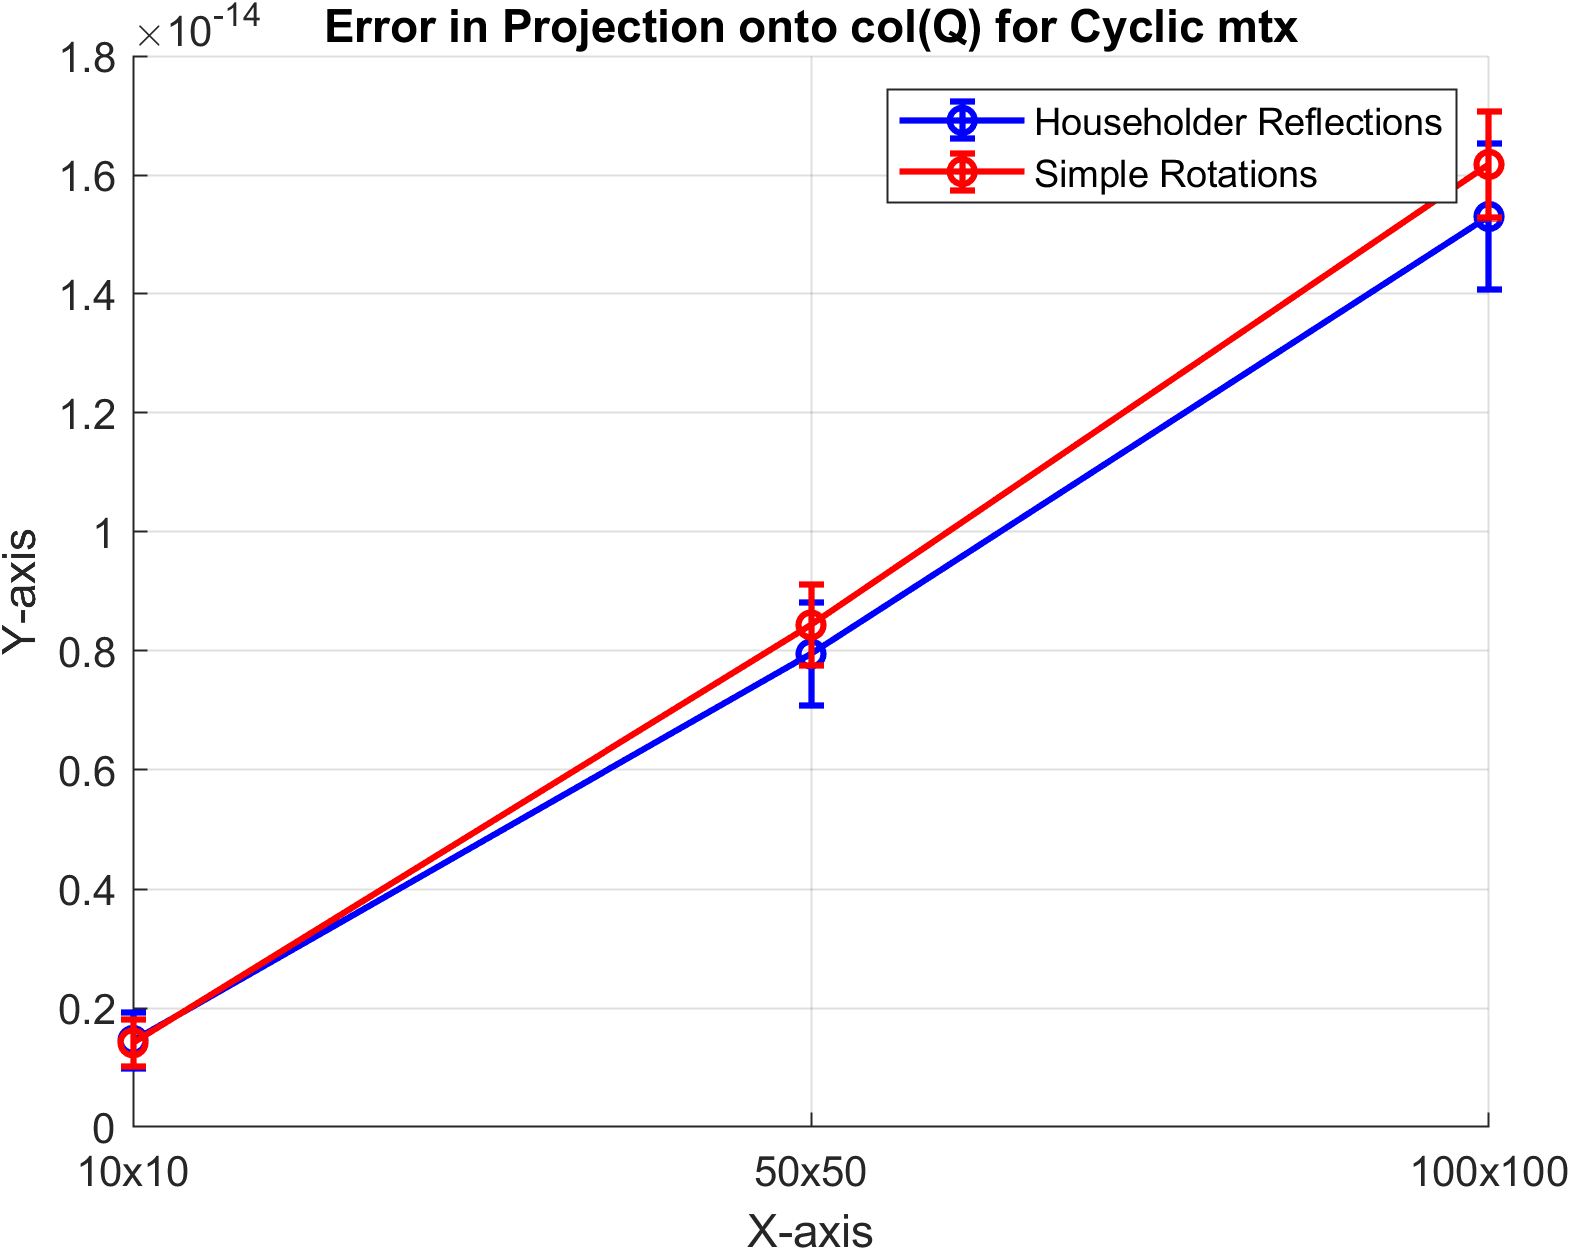 Error in Projection onto col(Q) for Cyclic mtx
×10^-14
Householder Reflections
Simple Rotations
1.8
1.6
1.4
1.2
1
0.8
0.6
0.4
0.2
0
Y-axis
10x10
50x50
100x100
X-axis